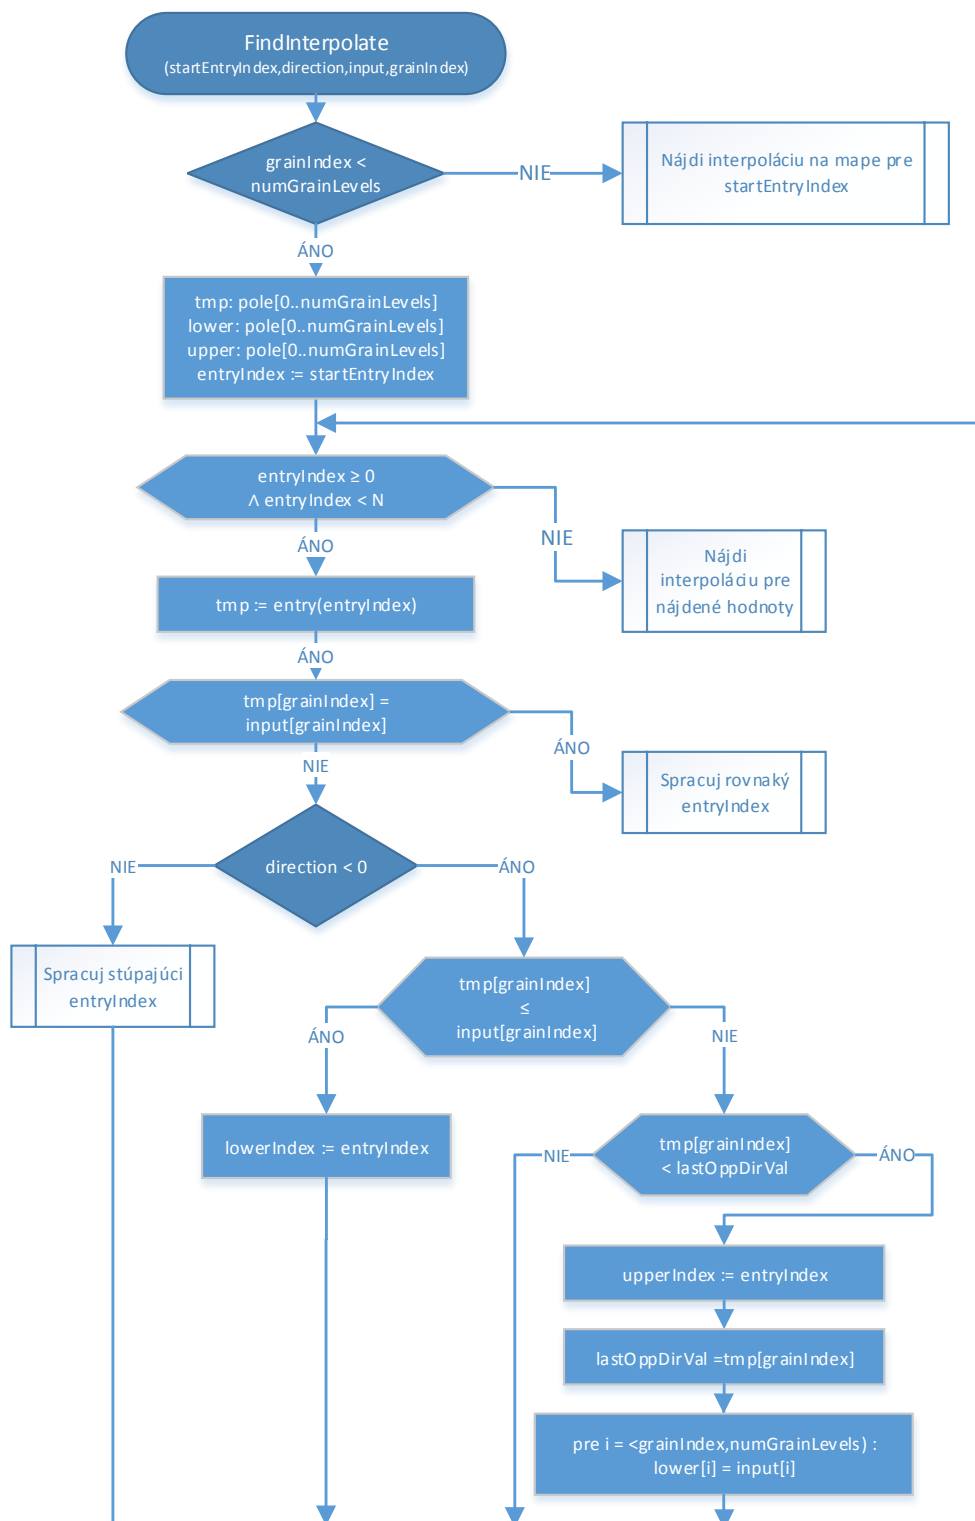 FindInterpolate
(startEntryIndex,direction,input,grainIndex)
grainIndex <
numGrainLevels
NIE
Nájdi interpoláciu na mape pre
startEntryIndex
ÁNO
tmp: pole[0..numGrainLevels]
lower: pole[0..numGrainLevels]
upper: pole[0..numGrainLevels]
entryIndex := startEntryIndex
entryIndex ≥ 0
∧ entryIndex < N
NIE
ÁNO
Nájdi
interpoláciu pre
nájdené hodnoty
tmp := entry(entryIndex)
ÁNO
tmp[grainIndex] =
input[grainIndex]
ÁNO
NIE
Spracuj rovnaký
entryIndex
direction < 0
NIE
ÁNO
Spracuj stúpajúci
entryIndex
tmp[grainIndex]
≤
input[grainIndex]
ÁNO
NIE
lowerIndex := entryIndex
tmp[grainIndex]
< lastOppDirVal
NIE
ÁNO
upperIndex := entryIndex
lastOppDirVal =tmp[grainIndex]
pre i = <grainIndex,numGrainLevels) :
lower[i] = input[i]